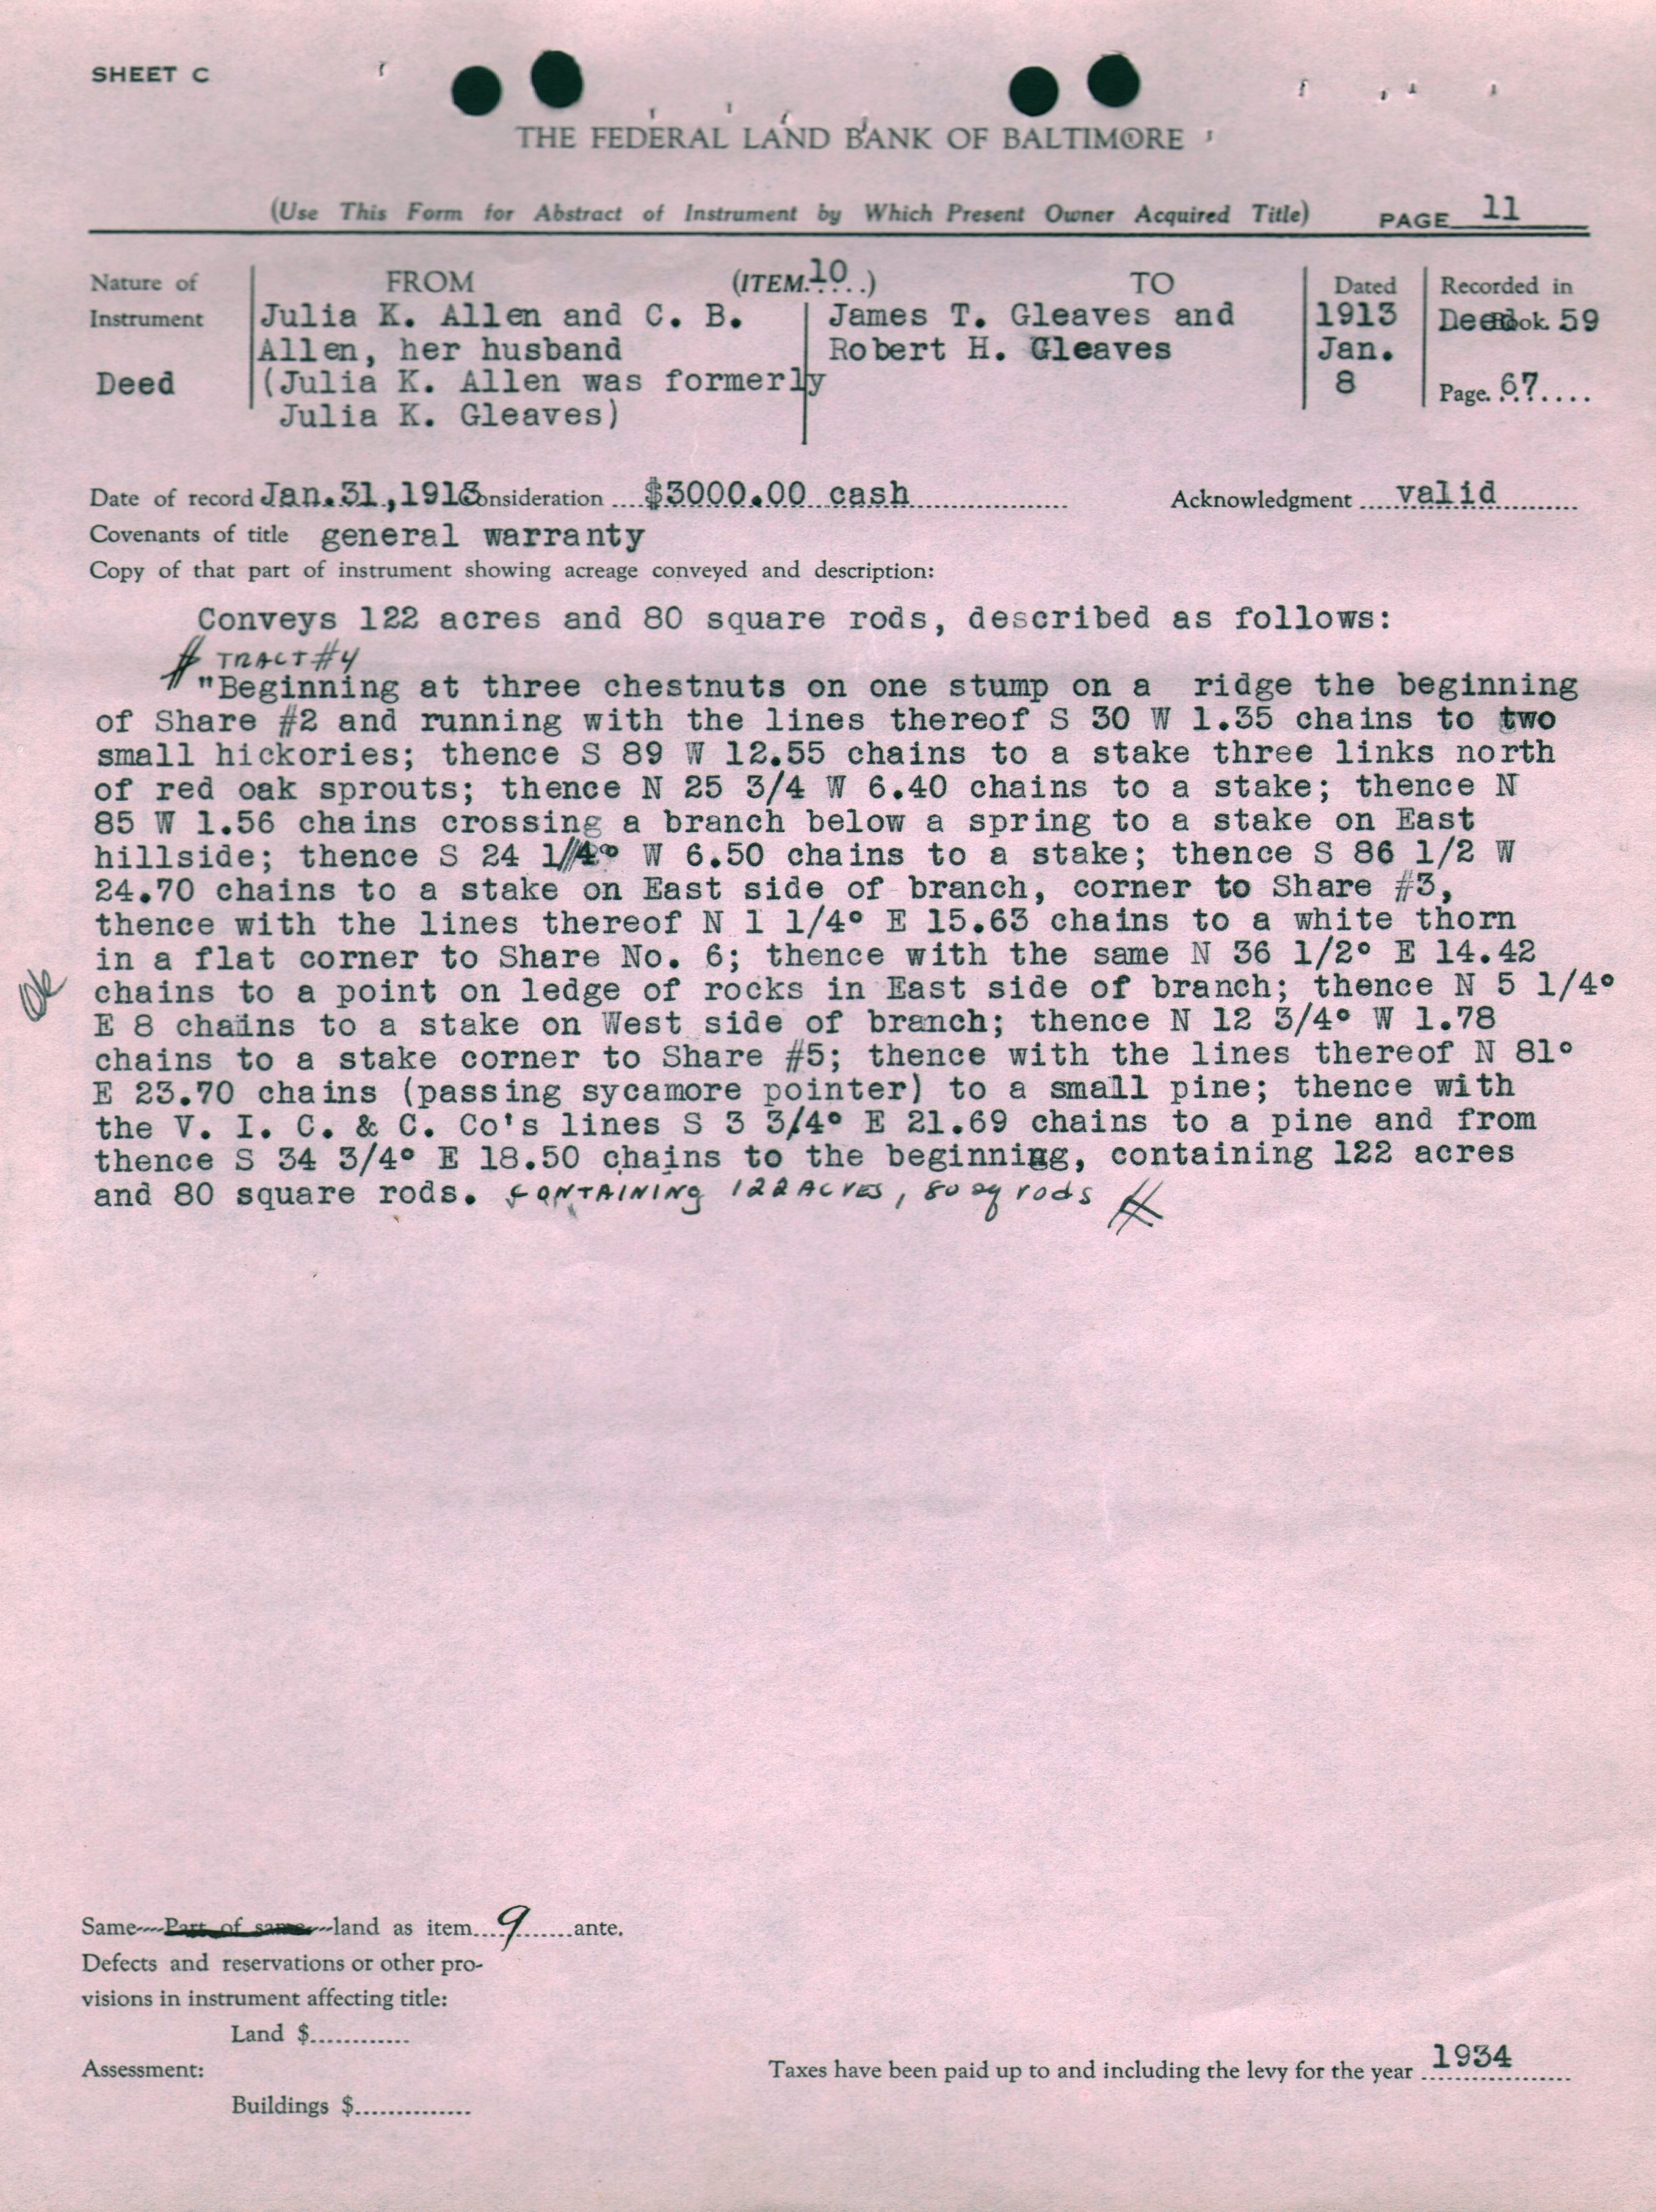 SHEET C
THE FEDERAL LAND BANK OF BALTIMORE
(Use This Form for Abstract of Instrument by Which Present Owner Acquired Title) PAGE 11
Nature of FROM (ITEM.10..) TO Dated Recorded in
Instrument Julia K. Allen and C. B. James T. Gleaves and 1913 Deed Book 59
Allen, her husband Robert H. Gleaves Jan.
Deed (Julia K. Allen was formerly 8 Page. 67....
Julia K. Gleaves)
Date of record Jan.31.,1913 Consideration ....$3000.00 cash.................... Acknowledgment .....valid..........
Covenants of title general warranty
Copy of that part of instrument showing acreage conveyed and description:
Conveys 122 acres and 80 square rods, described as follows:
# TRACT #4
"Beginning at three chestnuts on one stump on a ridge the beginning
of Share #2 and running with the lines thereof S 30 W 1.35 chains to two
small hickories; thence S 89 W 12.55 chains to a stake three links north
of red oak sprouts; thence N 25 3/4 W 6.40 chains to a stake; thence N
85 W 1.56 chains crossing a branch below a spring to a stake on East
hillside; thence S 24 1/4° W 6.50 chains to a stake; thence S 86 1/2 W
24.70 chains to a stake on East side of branch, corner to Share #3,
thence with the lines thereof N 1 1/4° E 15.63 chains to a white thorn
in a flat corner to Share No. 6; thence with the same N 36 1/2° E 14.42
chains to a point on ledge of rocks in East side of branch; thence N 5 1/4°
OK
E 8 chains to a stake on West side of branch; thence N 12 3/4° W 1.78
chains to a stake corner to Share #5; thence with the lines thereof N 81°
E 23.70 chains (passing sycamore pointer) to a small pine; thence with
the V. I. C. & C. Co's lines S 3 3/4° E 21.69 chains to a pine and from
thence S 34 3/4° E 18.50 chains to the beginning, containing 122 acres
and 80 square rods. CONTAINING 122 ACRES, 80 sq rods #
Same----Part of same----land as item....9.......ante.
Defects and reservations or other pro-
visions in instrument affecting title:
Land $............
Assessment: Taxes have been paid up to and including the levy for the year 1934
Buildings $..............